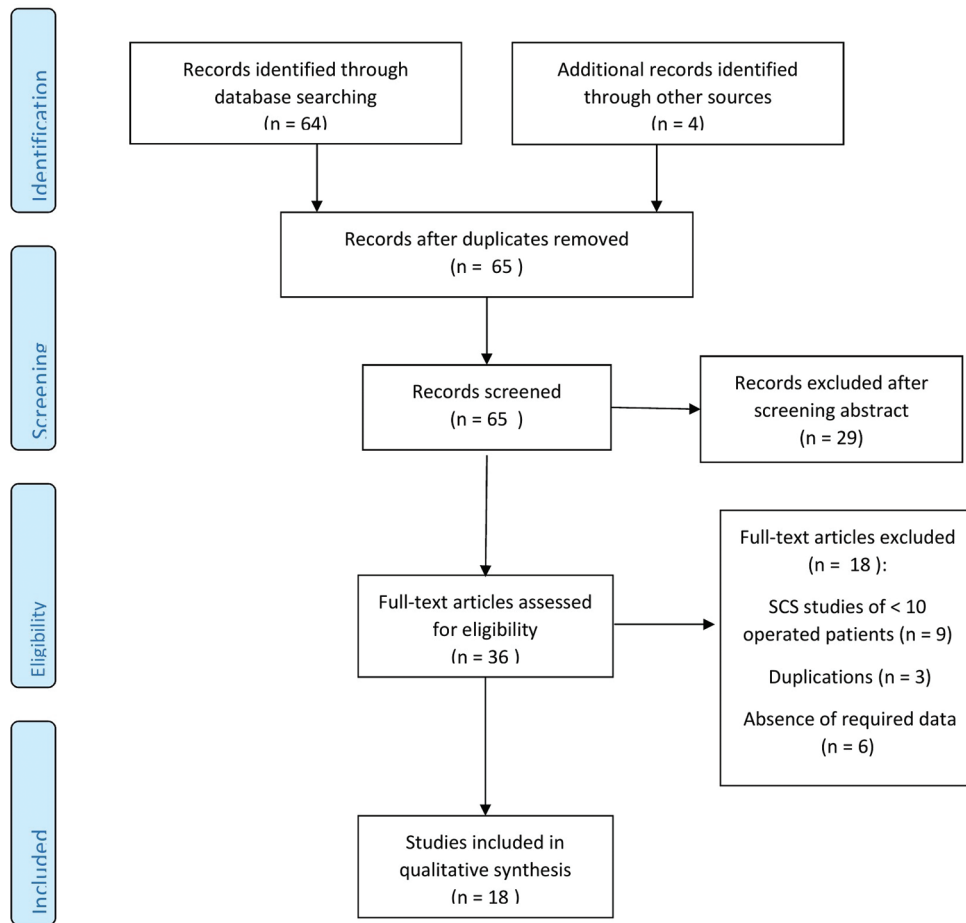 Identification
Records identified through
database searching
(n = 64)
Additional records identified
through other sources
(n = 4)
Records after duplicates removed
(n = 65 )
Screening
Records screened
(n = 65 )
Records excluded after
screening abstract
(n = 29)
Eligibility
Full-text articles assessed
for eligibility
(n = 36 )
Full-text articles excluded
(n = 18 ):
SCS studies of < 10
operated patients (n = 9)
Duplications (n = 3)
Absence of required data
(n = 6)
Included
Studies included in
qualitative synthesis
(n = 18 )